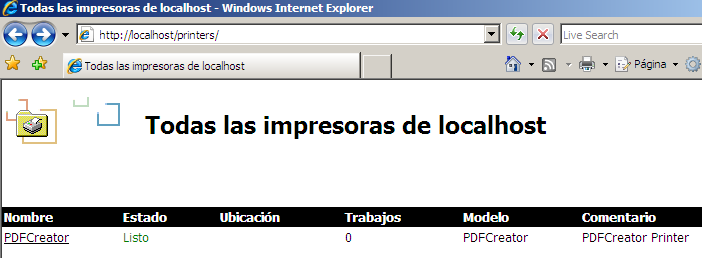 Todas las impresoras de localhost - Windows Internet Explorer
http://localhost/printers/
Live Search
Todas las impresoras de localhost
Página
Todas las impresoras de localhost
Nombre Estado Ubicación Trabajos Modelo Comentario
PDFCreator Listo 0 PDFCreator PDFCreator Printer